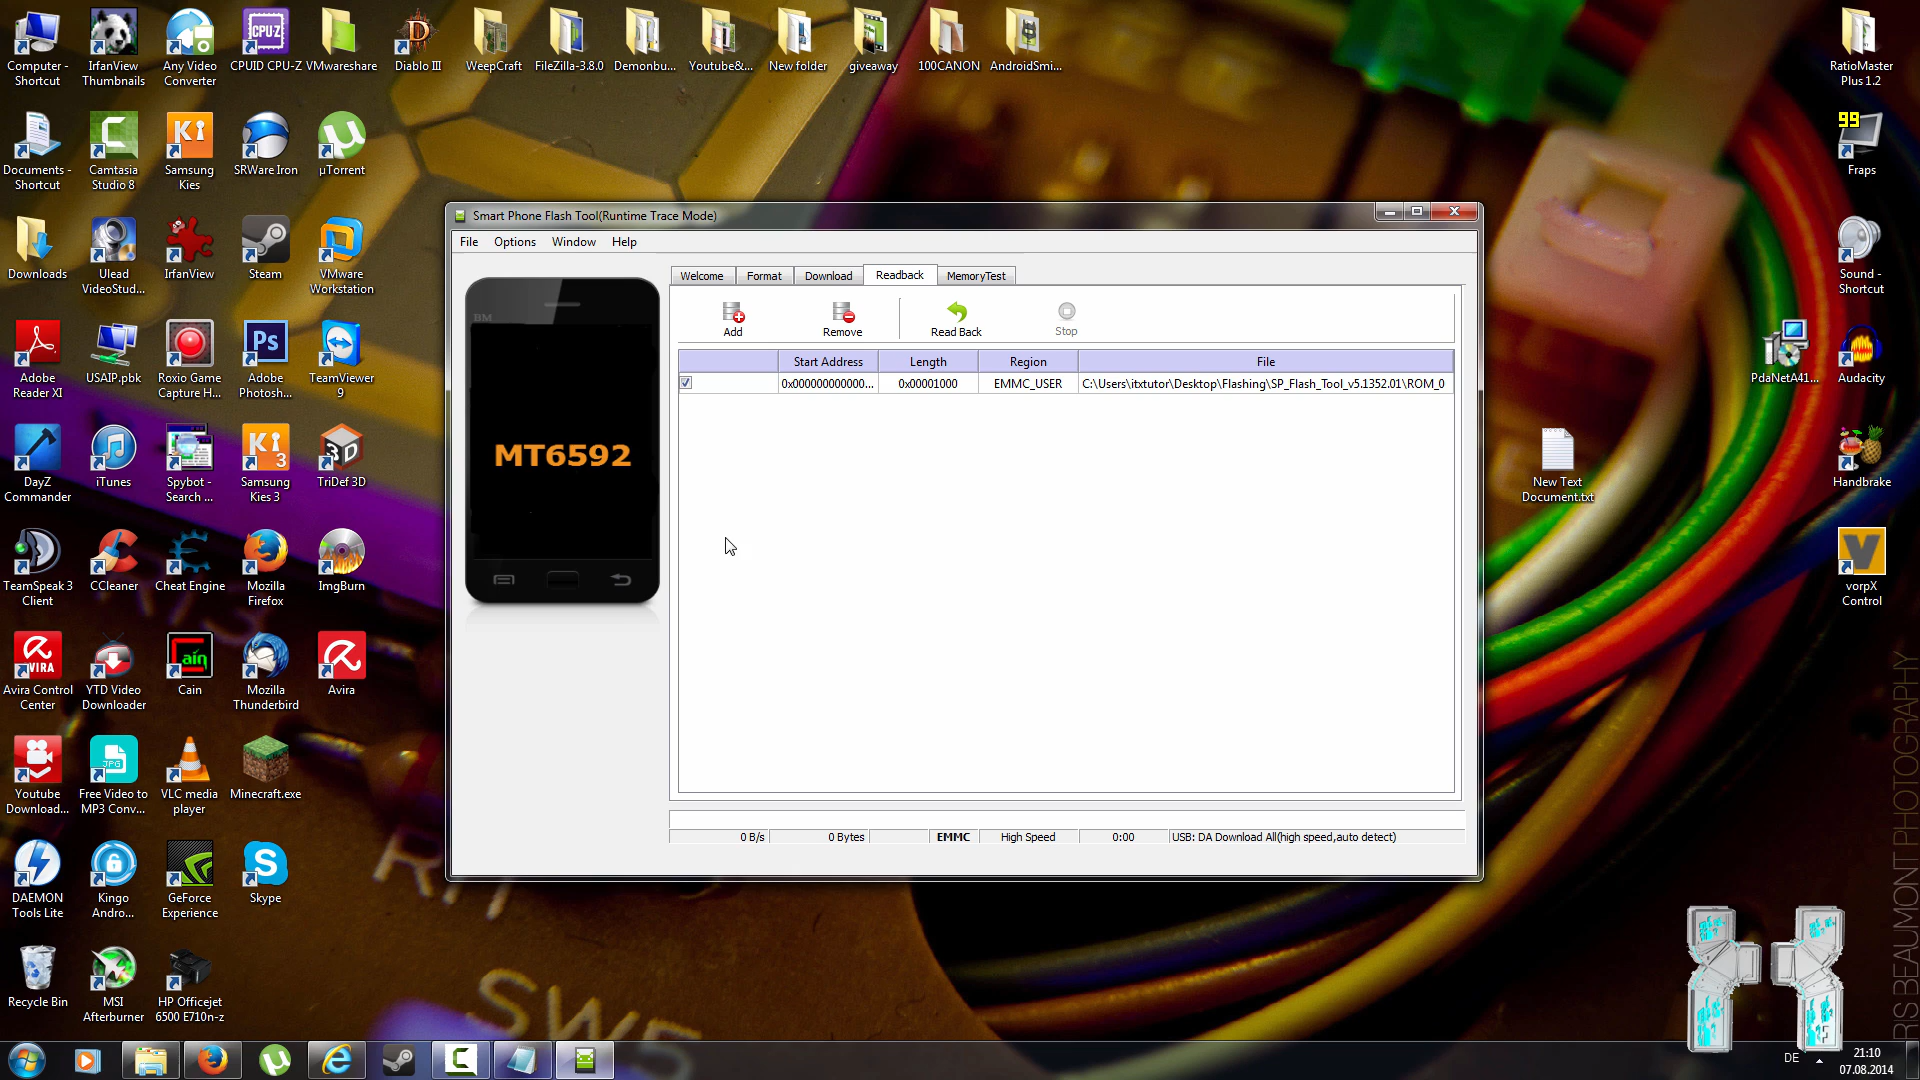 Computer - Shortcut
IrfanView Thumbnails
Any Video Converter
CPUID CPU-Z
VMwareshare
Diablo III
WeepCraft
FileZilla-3.8.0
Demonbu...
Youtube&...
New folder
giveaway
100CANON
AndroidSmi...
RatioMaster Plus 1.2
Documents - Shortcut
Camtasia Studio 8
Samsung Kies
SRWare Iron
µTorrent
99
Fraps
Downloads
Ulead VideoStud...
IrfanView
Steam
VMware Workstation
Sound - Shortcut
Adobe Reader XI
USAIP.pbk
Roxio Game Capture H...
Ps
Adobe Photosh...
TeamViewer 9
PdaNetA41...
Audacity
DayZ Commander
iTunes
Spybot - Search ...
Samsung Kies 3
TriDef 3D
New Text Document.txt
Handbrake
TeamSpeak 3 Client
CCleaner
Cheat Engine
Mozilla Firefox
ImgBurn
vorpX Control
Avira Control Center
YTD Video Downloader
Cain
Mozilla Thunderbird
Avira
Youtube Download...
Free Video to MP3 Conv...
VLC media player
Minecraft.exe
DAEMON Tools Lite
Kingo Andro...
GeForce Experience
Skype
Recycle Bin
MSI Afterburner
HP Officejet 6500 E710n-z
Smart Phone Flash Tool(Runtime Trace Mode)
File Options Window Help
Welcome Format Download Readback MemoryTest
Add Remove Read Back Stop
Start Address Length Region File
0x000000000000... 0x00001000 EMMC_USER C:\Users\itxtutor\Desktop\Flashing\SP_Flash_Tool_v5.1352.01\ROM_0
BM
MT6592
0 B/s 0 Bytes EMMC High Speed 0:00 USB: DA Download All(high speed,auto detect)
SW5
RS BEAUMONT PHOTOGRAPHY
DE
21:10
07.08.2014